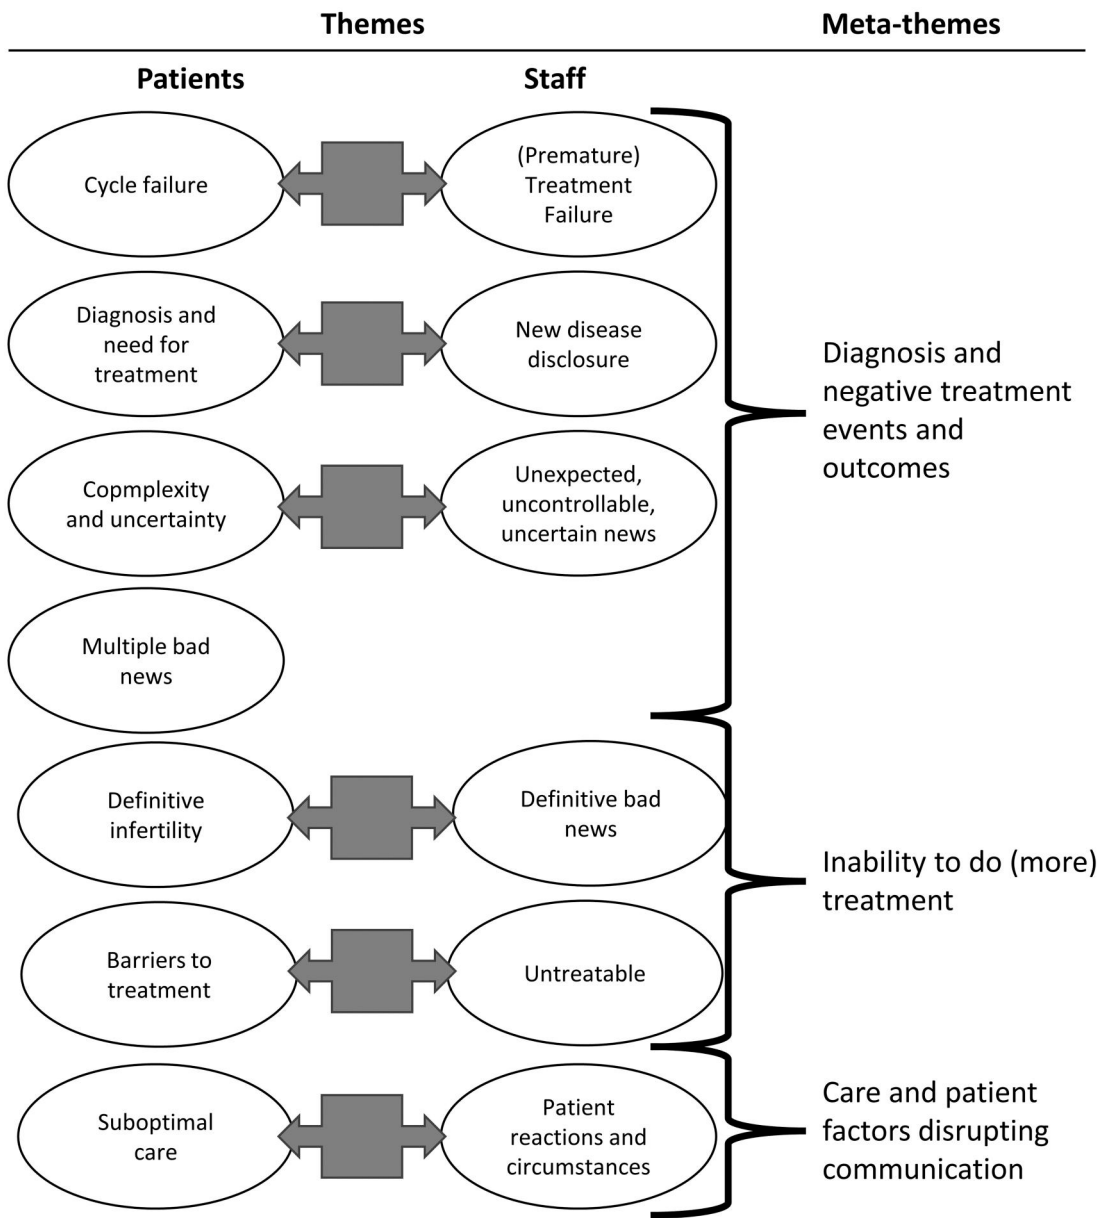 Themes
Meta-themes
Patients
Staff
Cycle failure
(Premature)
Treatment
Failure
Diagnosis and
need for
treatment
New disease
disclosure
Copmplexity
and uncertainty
Unexpected,
uncontrollable,
uncertain news
Multiple bad
news
Diagnosis and
negative treatment
events and
outcomes
Definitive
infertility
Definitive bad
news
Barriers to
treatment
Untreatable
Inability to do (more)
treatment
Suboptimal
care
Patient
reactions and
circumstances
Care and patient
factors disrupting
communication